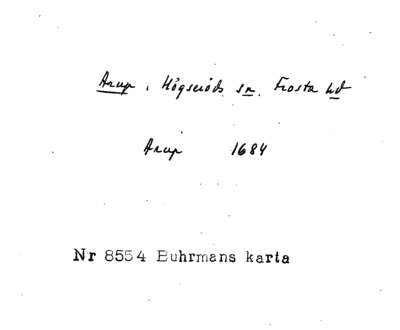 Arup, Högseröds sn. Frosta hd
Arup 1684
Nr 8554 Buhrmans karta